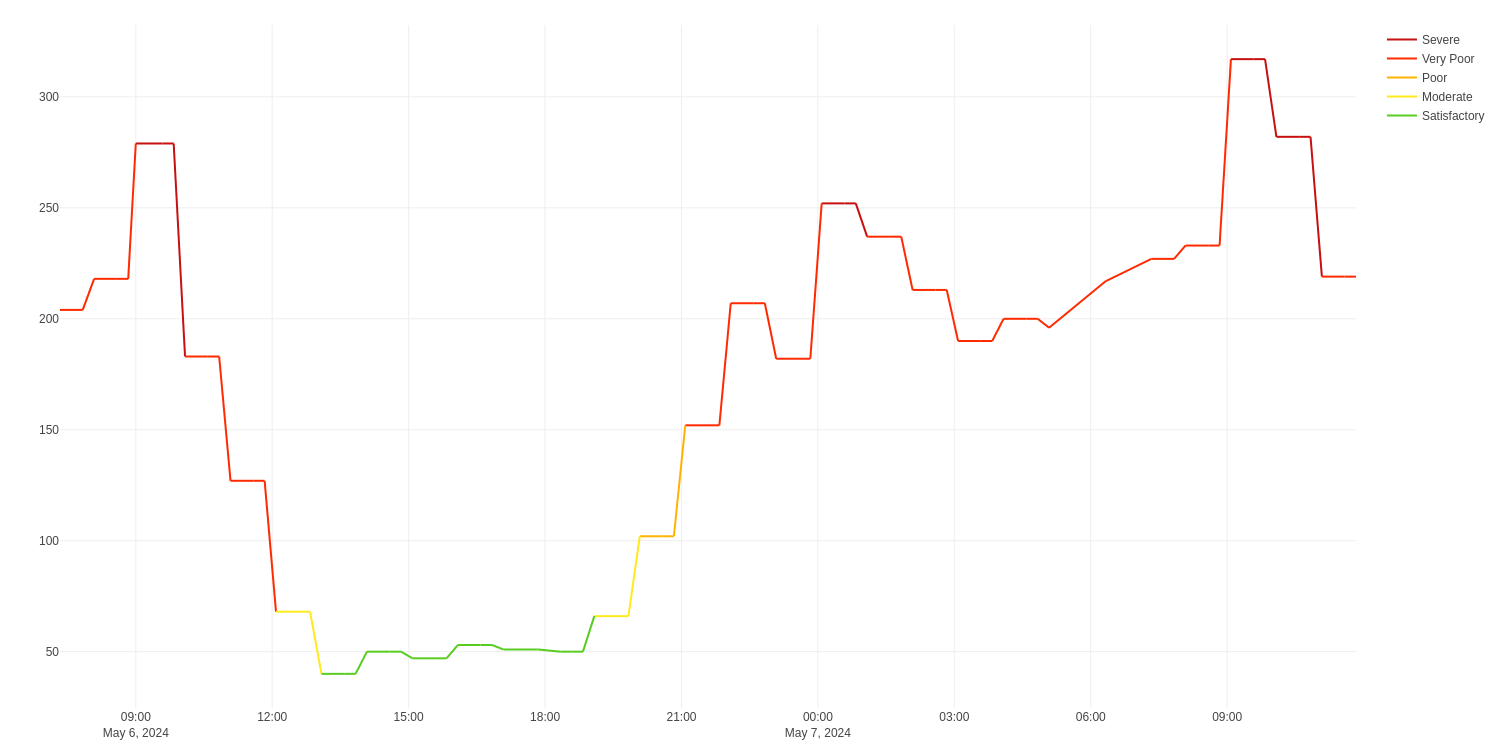 Severe
Very Poor
Poor
Moderate
Satisfactory
300
250
200
150
100
50
09:00
May 6, 2024
12:00
15:00
18:00
21:00
00:00
May 7, 2024
03:00
06:00
09:00